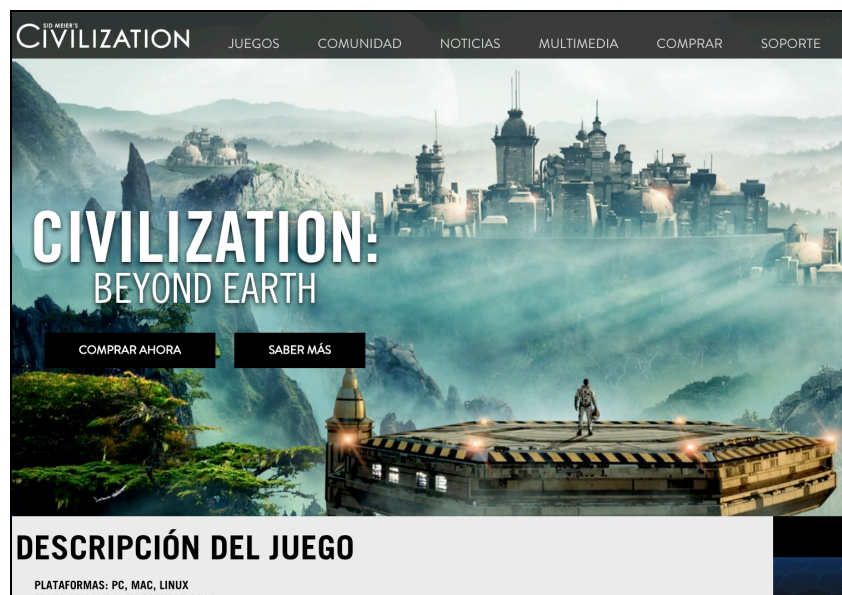 SID MEIER'S
CIVILIZATION
JUEGOS COMUNIDAD NOTICIAS MULTIMEDIA COMPRAR SOPORTE
CIVILIZATION:
BEYOND EARTH
COMPRAR AHORA SABER MÁS
DESCRIPCIÓN DEL JUEGO
PLATAFORMAS: PC, MAC, LINUX